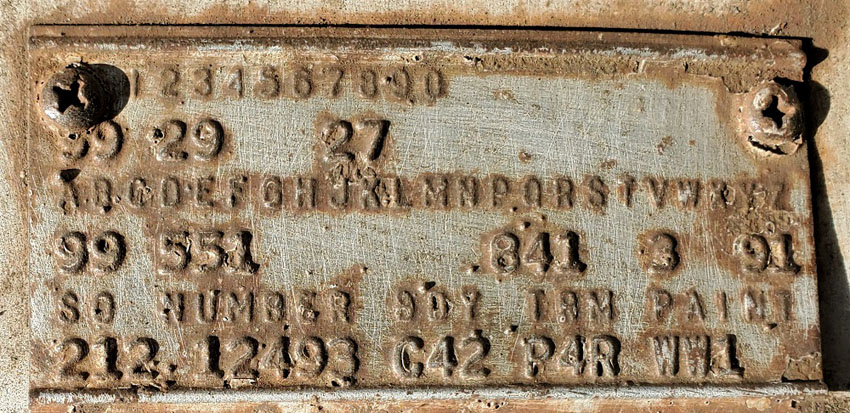 1234567890
99 29 27
ABCDEFGHJKLMNPQRSTVWXYZ
99 551 841 3 91
SO NUMBER BDY TRM PAINT
212 12493 C42 P4R WW1